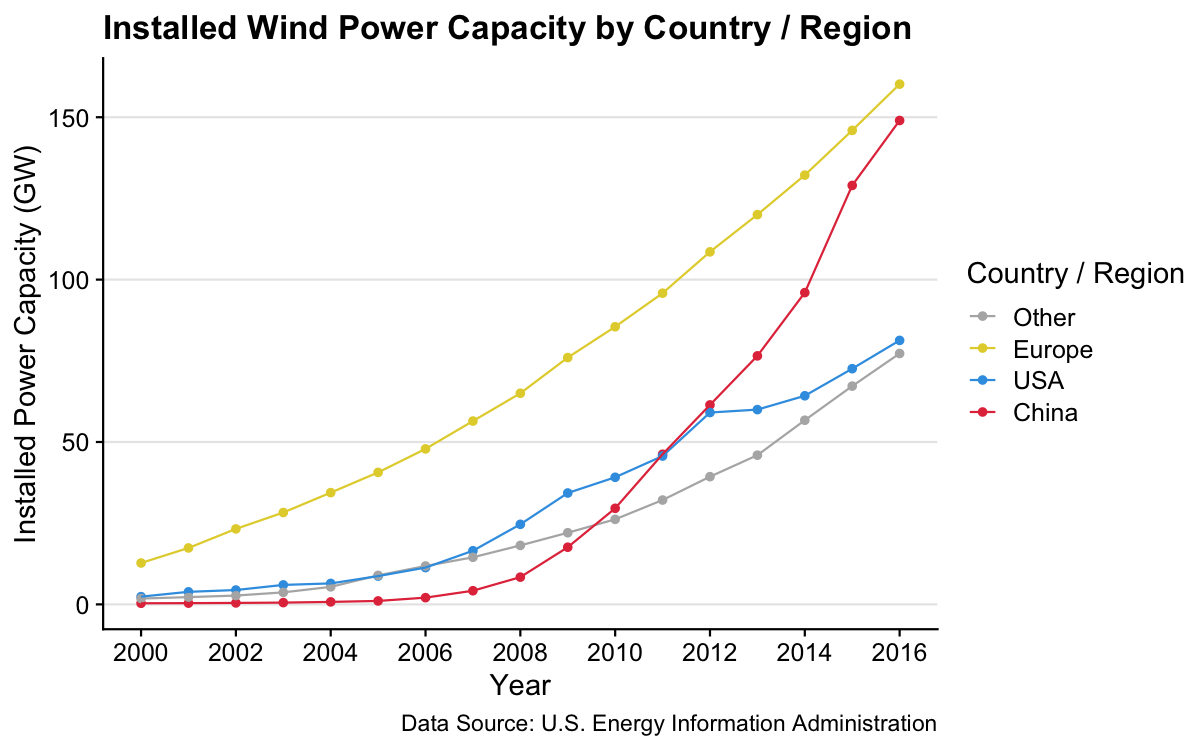 Installed Wind Power Capacity by Country / Region
Installed Power Capacity (GW)
150
100
50
0
2000 2002 2004 2006 2008 2010 2012 2014 2016
Year
Country / Region
Other
Europe
USA
China
Data Source: U.S. Energy Information Administration